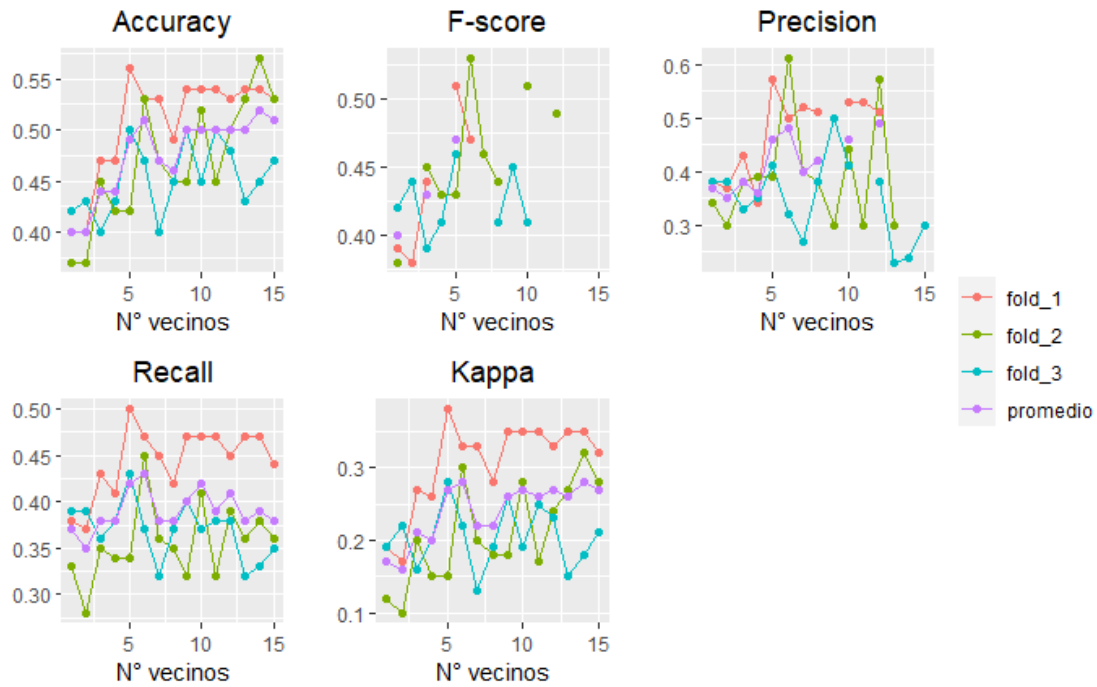 Accuracy
F-score
Precision
0.55
0.50
0.45
0.40
5 10 15
N° vecinos
0.50
0.45
0.40
5 10 15
N° vecinos
0.6
0.5
0.4
0.3
5 10 15
N° vecinos
Recall
Kappa
0.50
0.45
0.40
0.35
0.30
5 10 15
N° vecinos
0.3
0.2
0.1
5 10 15
N° vecinos
fold_1
fold_2
fold_3
promedio